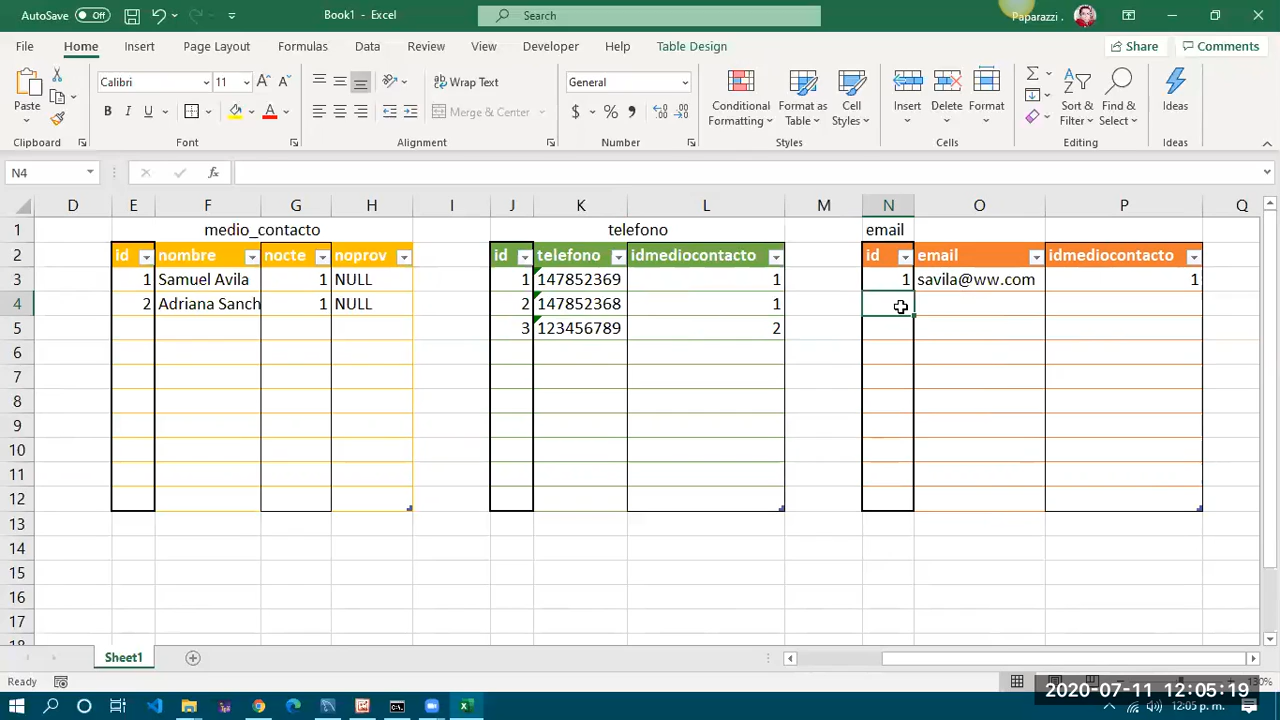 AutoSave Off Book1 - Excel Search Paparazzi .
File Home Insert Page Layout Formulas Data Review View Developer Help Table Design Share Comments
Paste Calibri 11 Wrap Text General Conditional Format as Cell Insert Delete Format Sort & Find & Ideas
B I U Merge & Center $ % Formatting Table Styles Filter Select
Clipboard Font Alignment Number Styles Cells Editing Ideas
N4 fx
D E F G H I J K L M N O P Q
1 medio_contacto telefono email
2 id nombre nocte noprov id telefono idmediocontacto id email idmediocontacto
3 1 Samuel Avila 1 NULL 1 147852369 1 1 savila@ww.com 1
4 2 Adriana Sanch 1 NULL 2 147852368 1
5 3 123456789 2
6
7
8
9
10
11
12
13
14
15
16
17
18
Sheet1
Ready 130%
2020-07-11 12:05:19
12:05 p. m.